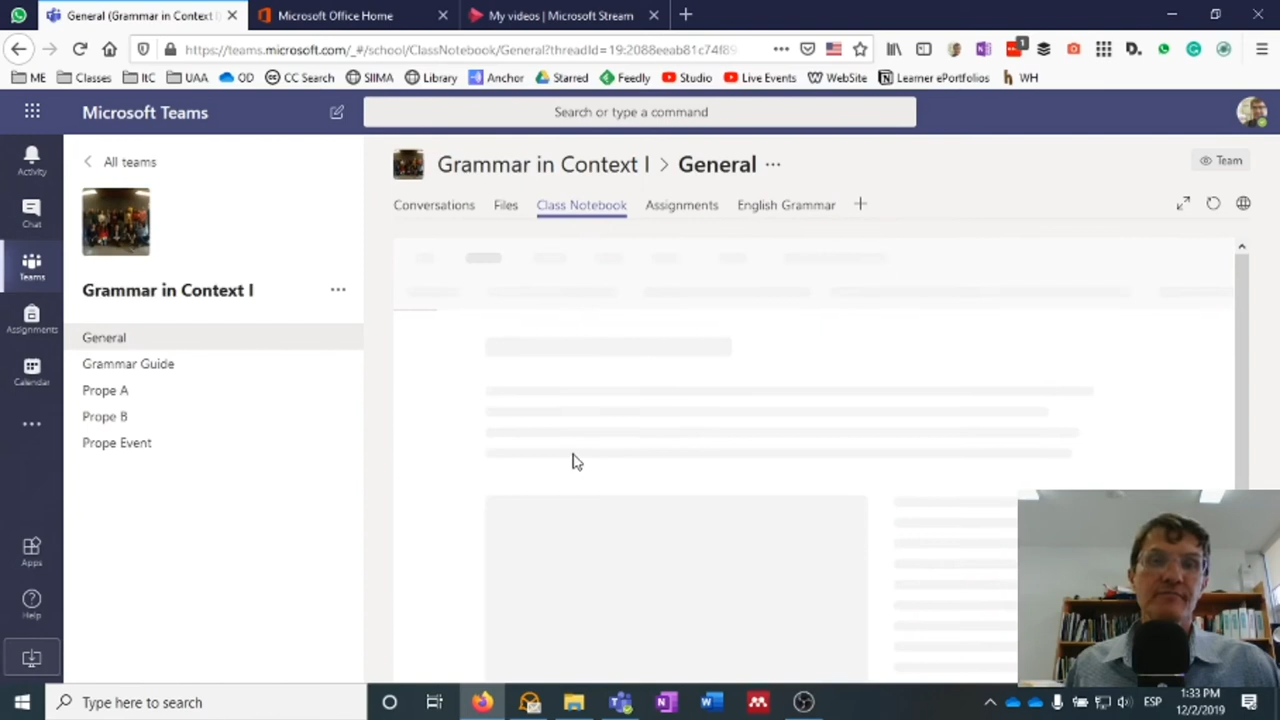 General (Grammar in Context I
Microsoft Office Home
My videos | Microsoft Stream
https://teams.microsoft.com/_#/school/ClassNotebook/General?threadId=19:2088eeab81c74f89
ME
Classes
ItC
UAA
OD
CC Search
SIIMA
Library
Anchor
Starred
Feedly
Studio
Live Events
WebSite
Learner ePortfolios
WH
Microsoft Teams
Search or type a command
Activity
Chat
Teams
Assignments
Calendar
Apps
Help
All teams
Grammar in Context I
General
Grammar Guide
Prope A
Prope B
Prope Event
Grammar in Context I > General
Team
Conversations
Files
Class Notebook
Assignments
English Grammar
Type here to search
ESP
1:33 PM
12/2/2019